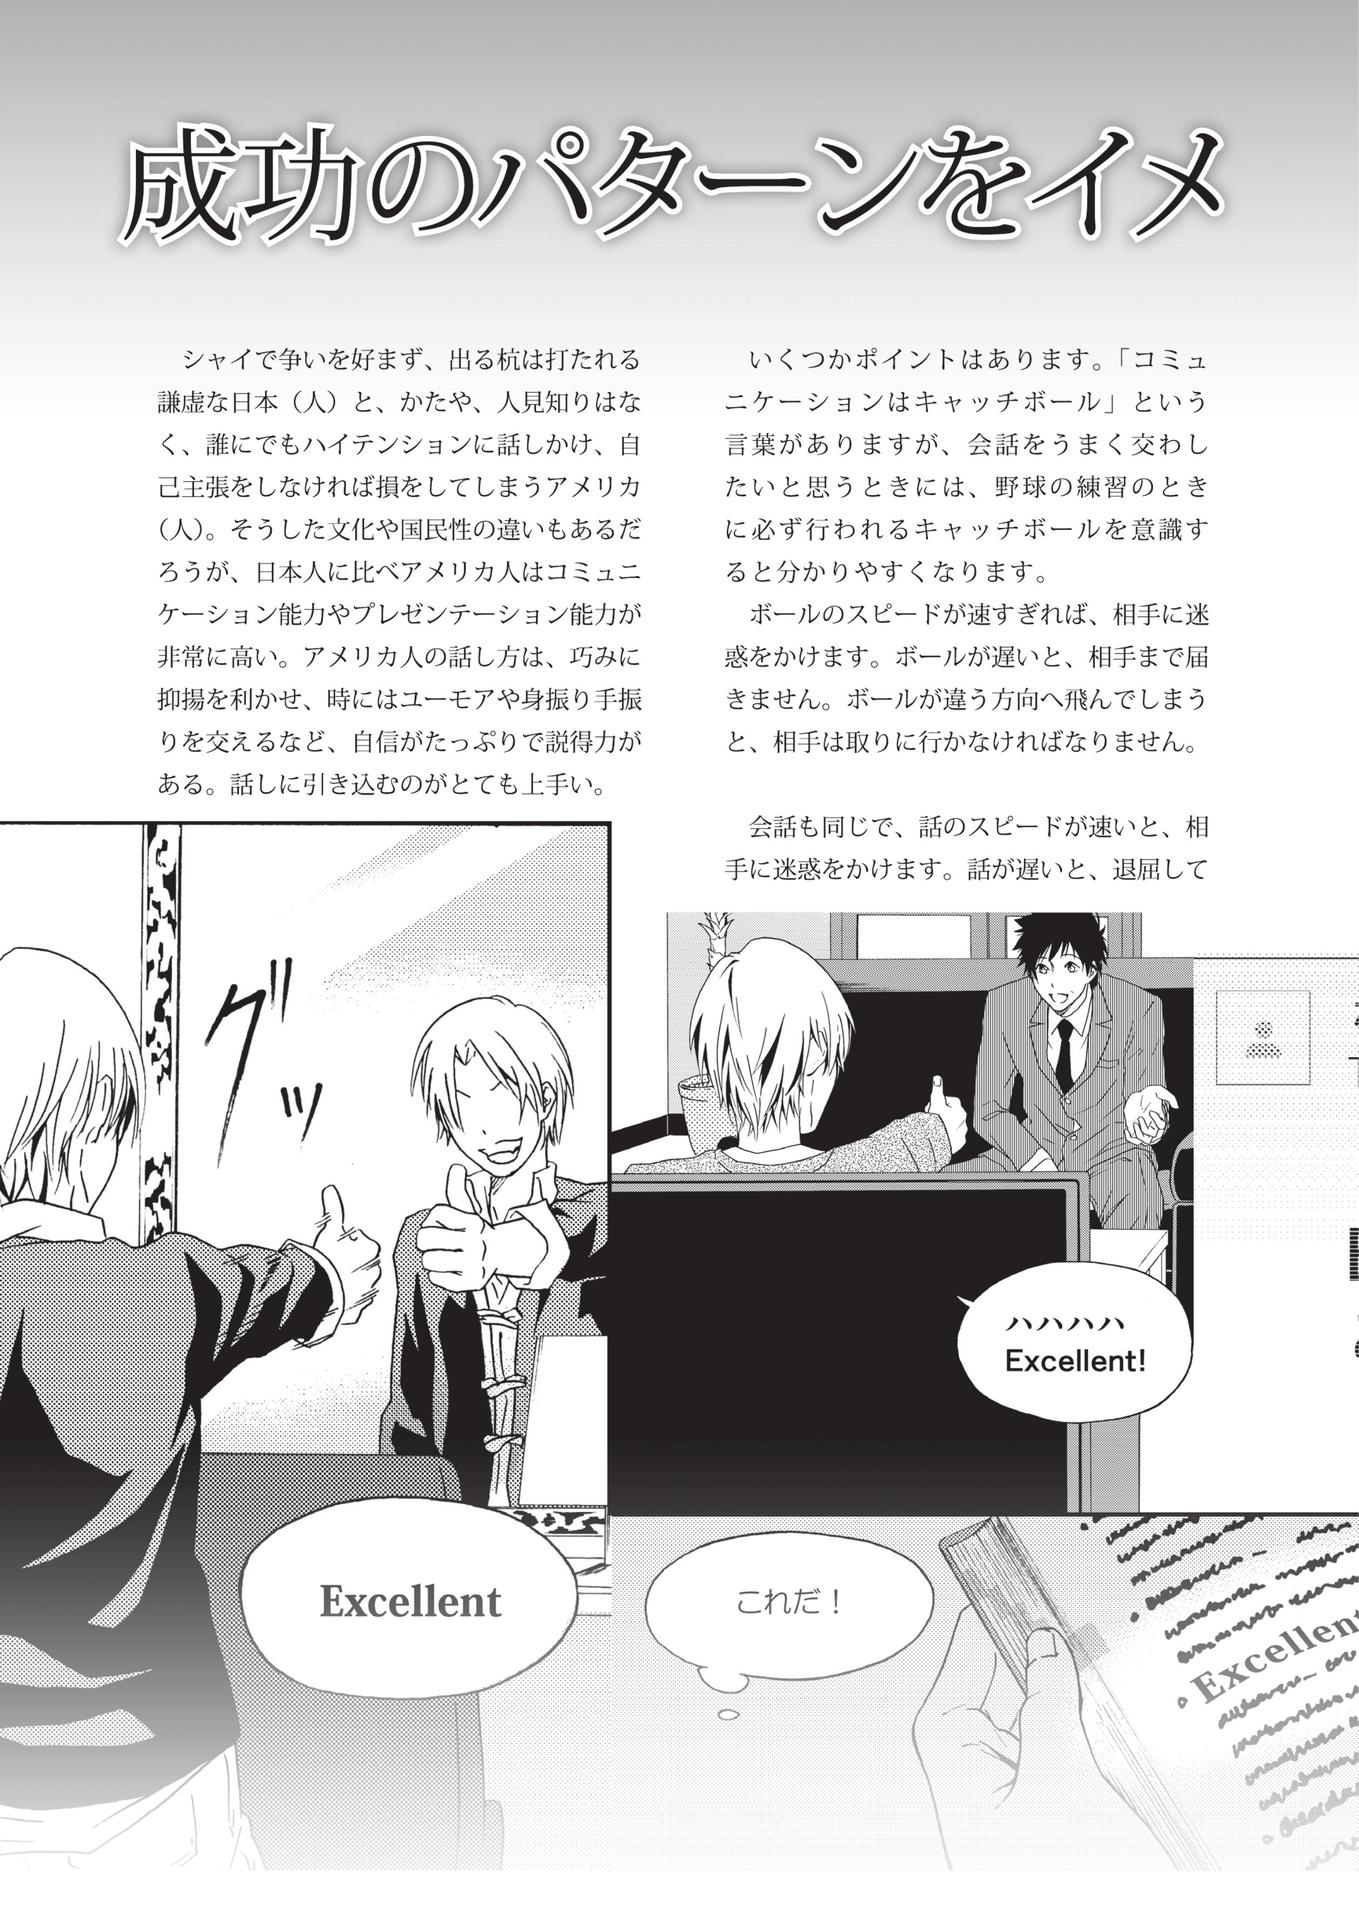 成功のパターンをイメ
シャイで争いを好まず、出る杭は打たれる
謙虚な日本（人）と、かたや、人見知りはな
く、誰にでもハイテンションに話しかけ、自
己主張をしなければ損をしてしまうアメリカ
（人）。そうした文化や国民性の違いもあるだ
ろうが、日本人に比べアメリカ人はコミュニ
ケーション能力やプレゼンテーション能力が
非常に高い。アメリカ人の話し方は、巧みに
抑揚を利かせ、時にはユーモアや身振り手振
りを交えるなど、自信がたっぷりで説得力が
ある。話しに引き込むのがとても上手い。
いくつかポイントはあります。「コミュ
ニケーションはキャッチボール」という
言葉がありますが、会話をうまく交わし
たいと思うときには、野球の練習のとき
に必ず行われるキャッチボールを意識す
ると分かりやすくなります。
ボールのスピードが速すぎれば、相手に迷
惑をかけます。ボールが遅いと、相手まで届
きません。ボールが違う方向へ飛んでしまう
と、相手は取りに行かなければなりません。
会話も同じで、話のスピードが速いと、相
手に迷惑をかけます。話が遅いと、退屈して
グッ
ハハハハ
Excellent!
Excellent
これだ！
Excellent